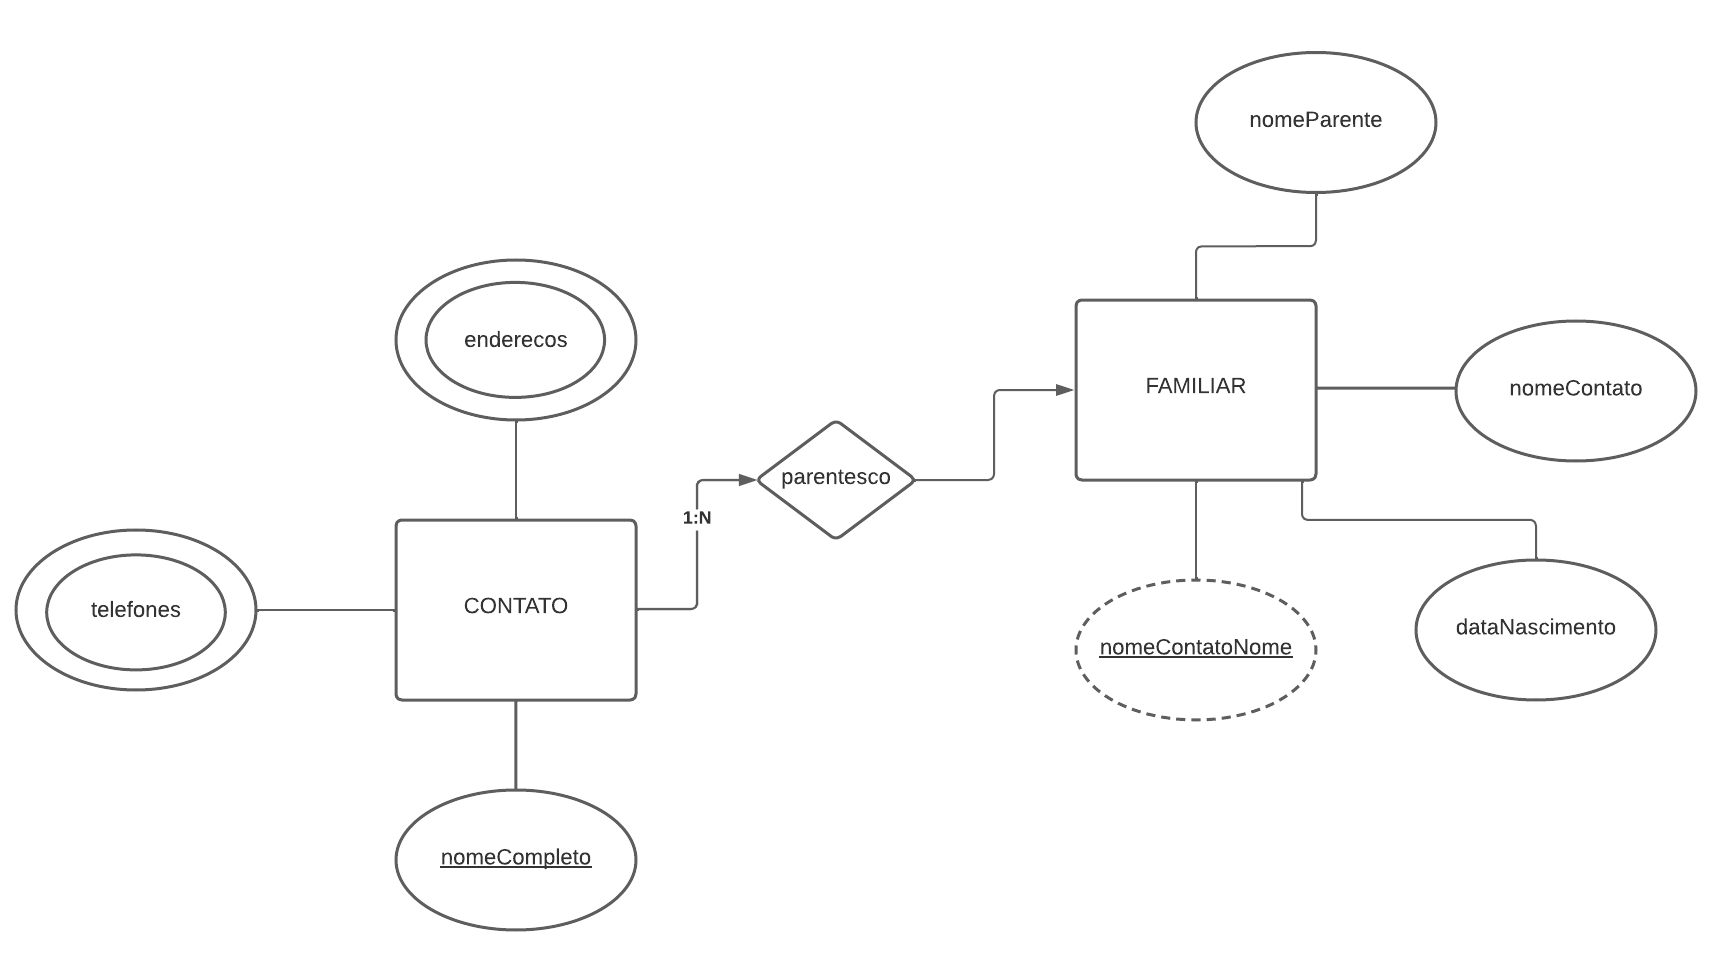 nomeParente
enderecos
FAMILIAR
nomeContato
parentesco
1:N
telefones
CONTATO
nomeContatoNome
dataNascimento
nomeCompleto